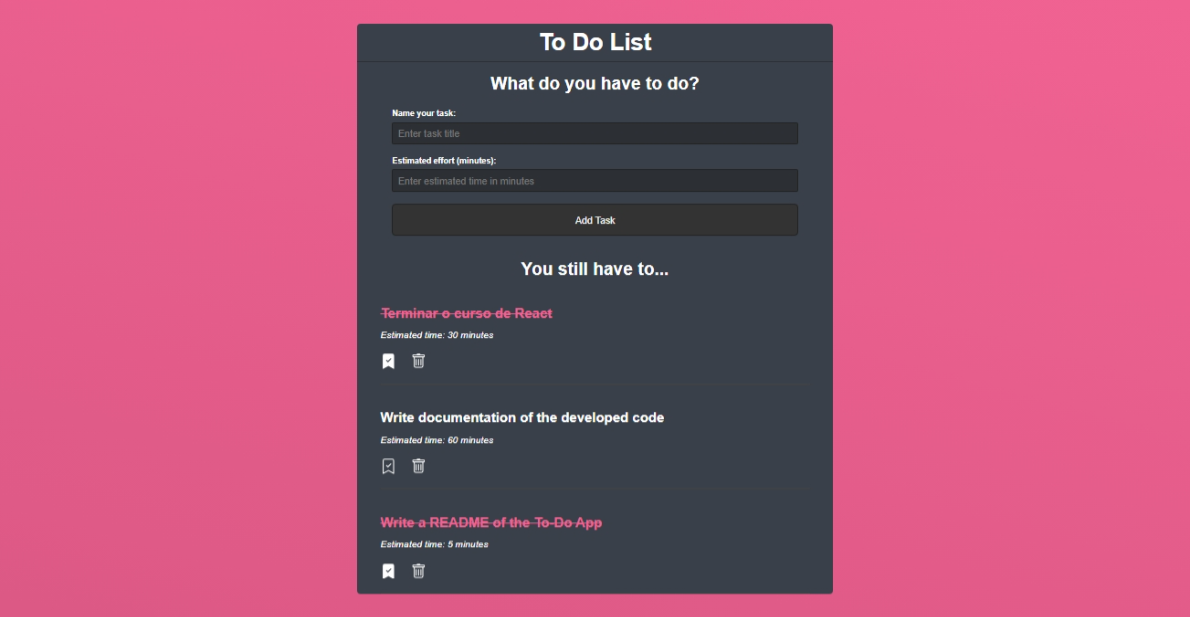 To Do List
What do you have to do?
Name your task:
Enter task title
Estimated effort (minutes):
Enter estimated time in minutes
Add Task
You still have to...
Terminar o curso de React
Estimated time: 30 minutes
Write documentation of the developed code
Estimated time: 60 minutes
Write a README of the To-Do App
Estimated time: 5 minutes